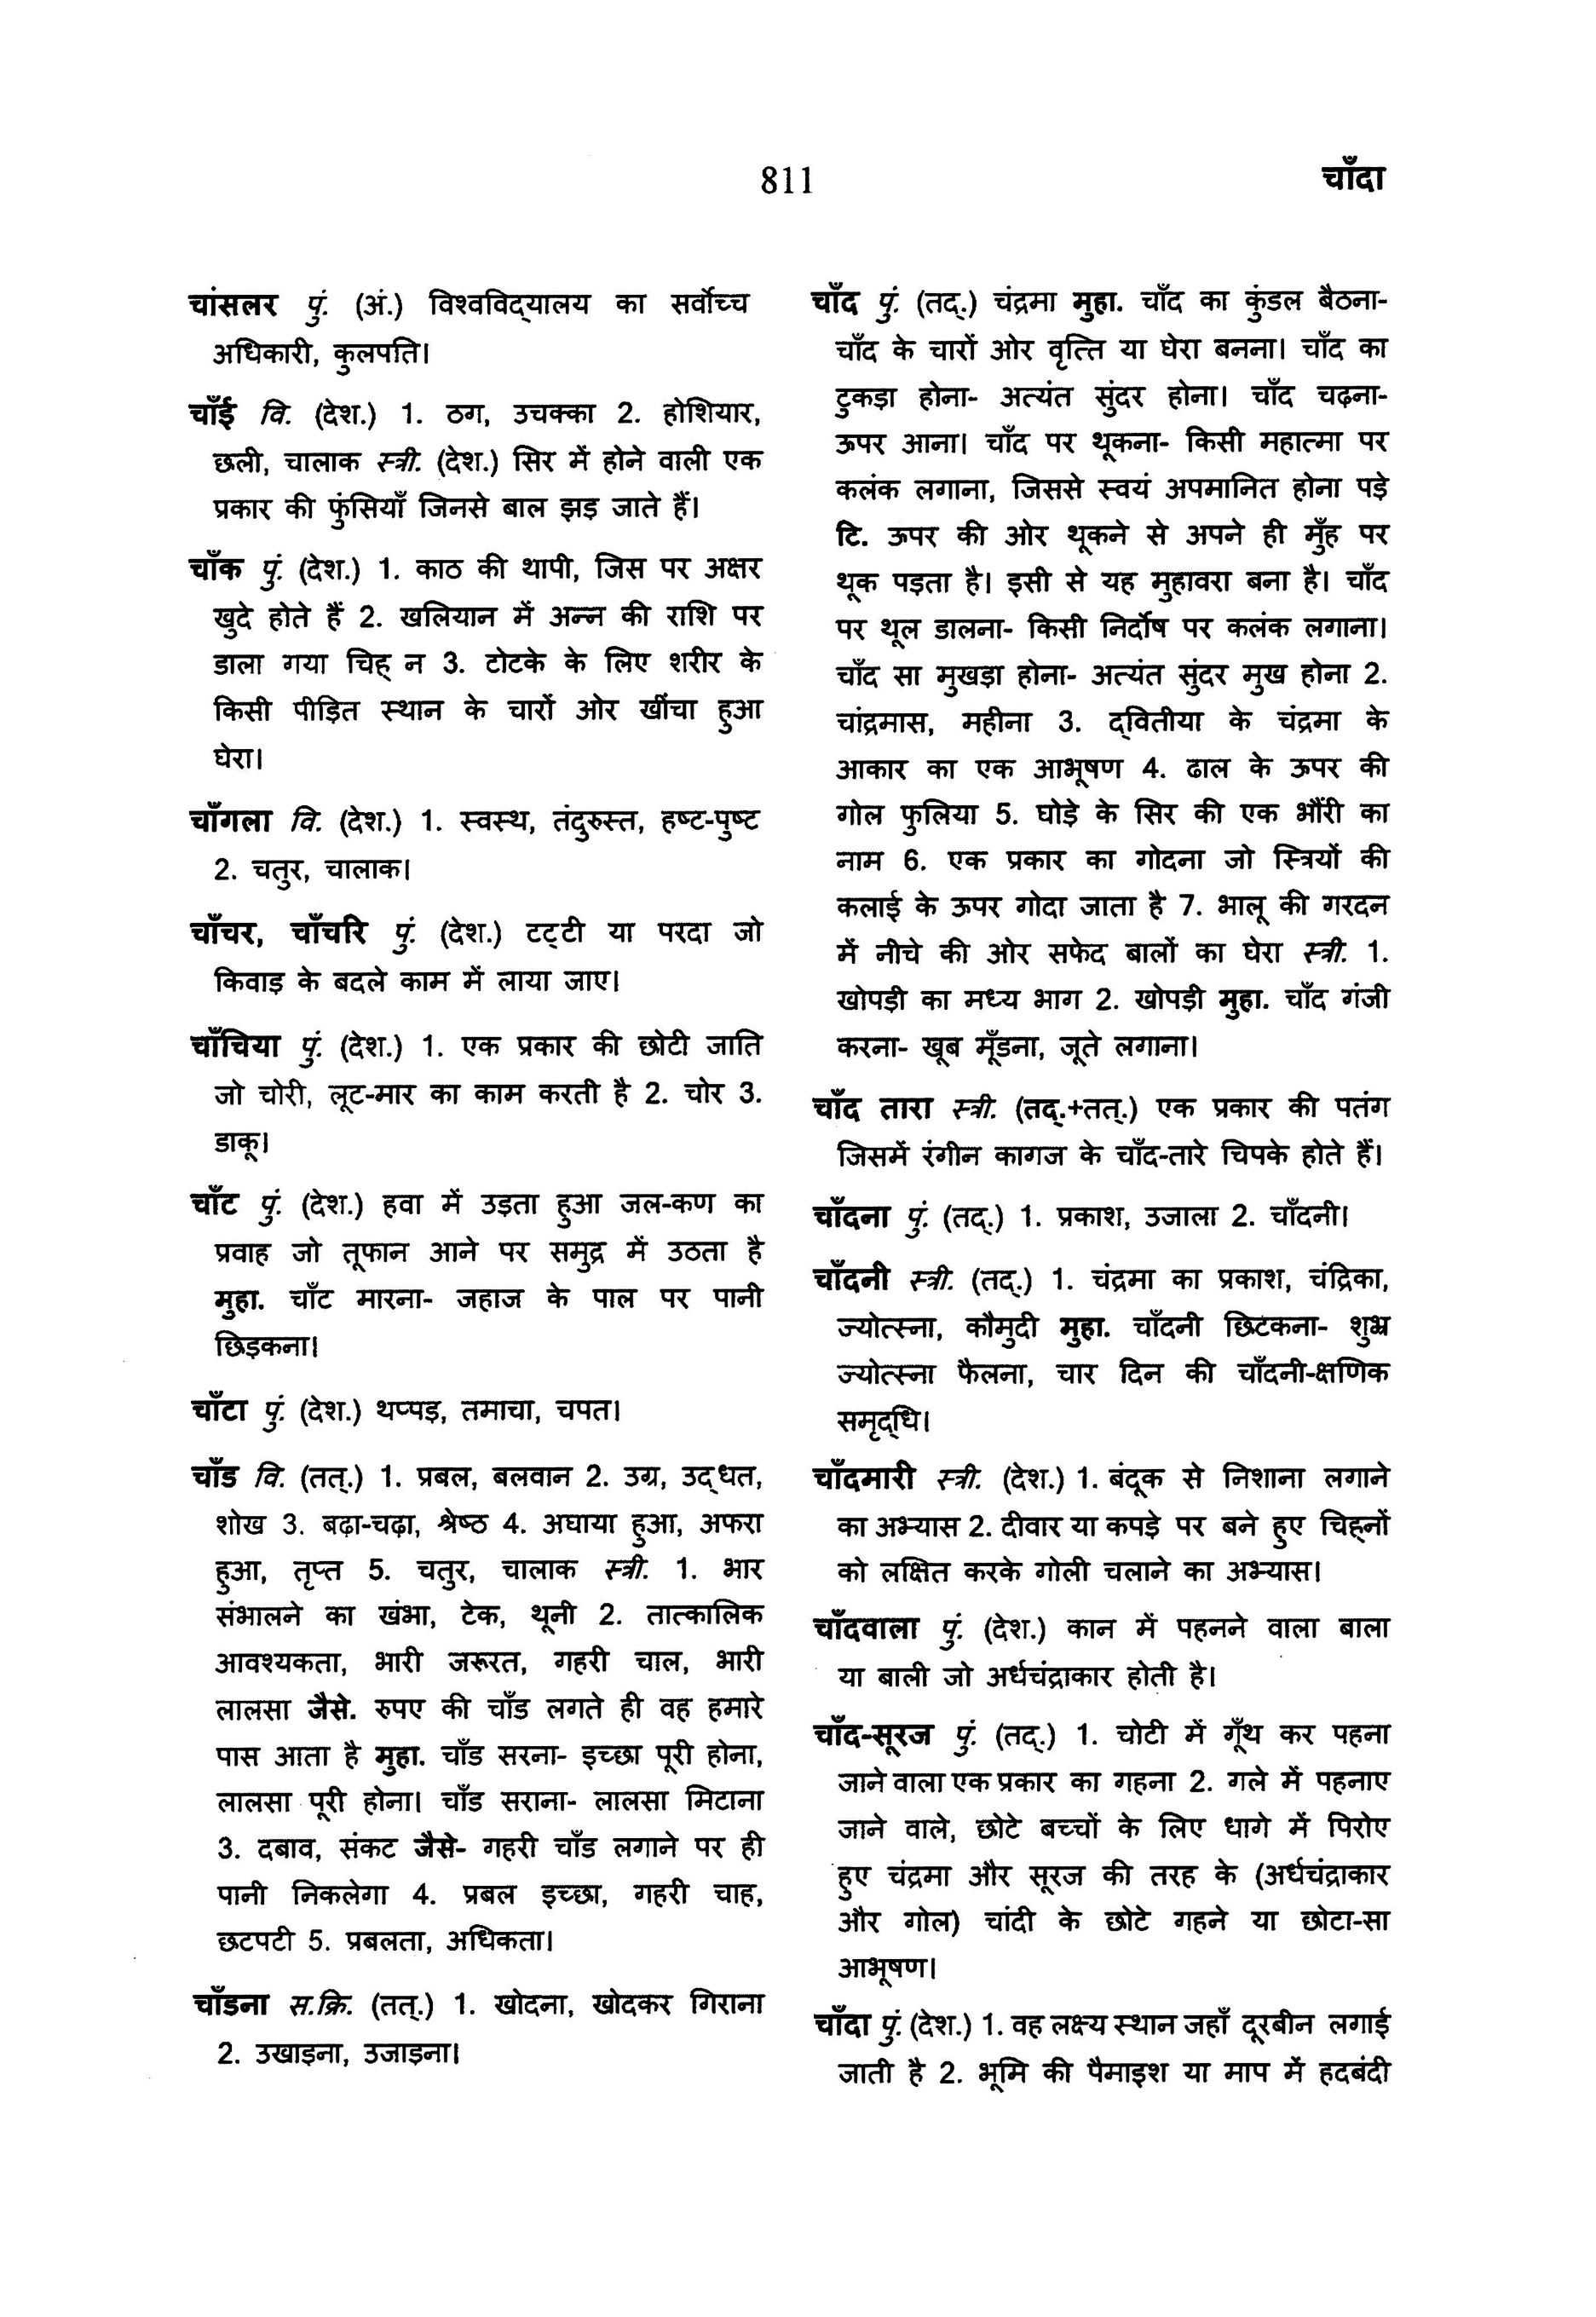 811
चाँदा
चांसलर पुं. (अं.) विश्वविद्यालय का सर्वोच्च
अधिकारी, कुलपति।
चाँई वि. (देश.) 1. ठग, उचक्का 2. होशियार,
छली, चालाक स्त्री. (देश.) सिर में होने वाली एक
प्रकार की फुंसियाँ जिनसे बाल झड़ जाते हैं।
चाँक पुं. (देश.) 1. काठ की थापी, जिस पर अक्षर
खुदे होते हैं 2. खलियान में अन्न की राशि पर
डाला गया चिह् न 3. टोटके के लिए शरीर के
किसी पीड़ित स्थान के चारों ओर खींचा हुआ
घेरा।
चाँगला वि. (देश.) 1. स्वस्थ, तंदुरुस्त, हष्ट-पुष्ट
2. चतुर, चालाक।
चाँचर, चाँचरि पुं. (देश.) टट्टी या परदा जो
किवाड़ के बदले काम में लाया जाए।
चाँचिया पुं. (देश.) 1. एक प्रकार की छोटी जाति
जो चोरी, लूट-मार का काम करती है 2. चोर 3.
डाकू।
चाँट पुं. (देश.) हवा में उड़ता हुआ जल-कण का
प्रवाह जो तूफान आने पर समुद्र में उठता है
मुहा. चाँट मारना- जहाज के पाल पर पानी
छिड़कना।
चाँटा पुं. (देश.) थप्पड़, तमाचा, चपत।
चाँड वि. (तत्.) 1. प्रबल, बलवान 2. उग्र, उद्धत,
शोख 3. बढ़ा-चढ़ा, श्रेष्ठ 4. अघाया हुआ, अफरा
हुआ, तृप्त 5. चतुर, चालाक स्त्री. 1. भार
संभालने का खंभा, टेक, थूनी 2. तात्कालिक
आवश्यकता, भारी जरूरत, गहरी चाल, भारी
लालसा जैसे. रुपए की चाँड लगते ही वह हमारे
पास आता है मुहा. चाँड सरना- इच्छा पूरी होना,
लालसा पूरी होना। चाँड सराना- लालसा मिटाना
3. दबाव, संकट जैसे- गहरी चाँड लगाने पर ही
पानी निकलेगा 4. प्रबल इच्छा, गहरी चाह,
छटपटी 5. प्रबलता, अधिकता।
चाँडना स.क्रि. (तत्.) 1. खोदना, खोदकर गिराना
2. उखाड़ना, उजाड़ना।
चाँद पुं. (तद्.) चंद्रमा मुहा. चाँद का कुंडल बैठना-
चाँद के चारों ओर वृत्ति या घेरा बनना। चाँद का
टुकड़ा होना- अत्यंत सुंदर होना। चाँद चढ़ना-
ऊपर आना। चाँद पर थूकना- किसी महात्मा पर
कलंक लगाना, जिससे स्वयं अपमानित होना पड़े
टि. ऊपर की ओर थूकने से अपने ही मुँह पर
थूक पड़ता है। इसी से यह मुहावरा बना है। चाँद
पर थूल डालना- किसी निर्दोष पर कलंक लगाना।
चाँद सा मुखड़ा होना- अत्यंत सुंदर मुख होना 2.
चांद्रमास, महीना 3. द्वितीया के चंद्रमा के
आकार का एक आभूषण 4. ढाल के ऊपर की
गोल फुलिया 5. घोड़े के सिर की एक भौंरी का
नाम 6. एक प्रकार का गोदना जो स्त्रियों की
कलाई के ऊपर गोदा जाता है 7. भालू की गरदन
में नीचे की ओर सफेद बालों का घेरा स्त्री. 1.
खोपड़ी का मध्य भाग 2. खोपड़ी मुहा. चाँद गंजी
करना- खूब मूँडना, जूते लगाना।
चाँद तारा स्त्री. (तद्.+तत्.) एक प्रकार की पतंग
जिसमें रंगीन कागज के चाँद-तारे चिपके होते हैं।
चाँदना पुं. (तद्.) 1. प्रकाश, उजाला 2. चाँदनी।
चाँदनी स्त्री. (तद्.) 1. चंद्रमा का प्रकाश, चंद्रिका,
ज्योत्स्ना, कौमुदी मुहा. चाँदनी छिटकना- शुभ्र
ज्योत्स्ना फैलना, चार दिन की चाँदनी-क्षणिक
समृद्धि।
चाँदमारी स्त्री. (देश.) 1. बंदूक से निशाना लगाने
का अभ्यास 2. दीवार या कपड़े पर बने हुए चिह्नों
को लक्षित करके गोली चलाने का अभ्यास।
चाँदवाला पुं. (देश.) कान में पहनने वाला बाला
या बाली जो अर्धचंद्राकार होती है।
चाँद-सूरज पुं. (तद्.) 1. चोटी में गूँथ कर पहना
जाने वाला एक प्रकार का गहना 2. गले में पहनाए
जाने वाले, छोटे बच्चों के लिए धागे में पिरोए
हुए चंद्रमा और सूरज की तरह के (अर्धचंद्राकार
और गोल) चांदी के छोटे गहने या छोटा-सा
आभूषण।
चाँदा पुं. (देश.) 1. वह लक्ष्य स्थान जहाँ दूरबीन लगाई
जाती है 2. भूमि की पैमाइश या माप में हदबंदी